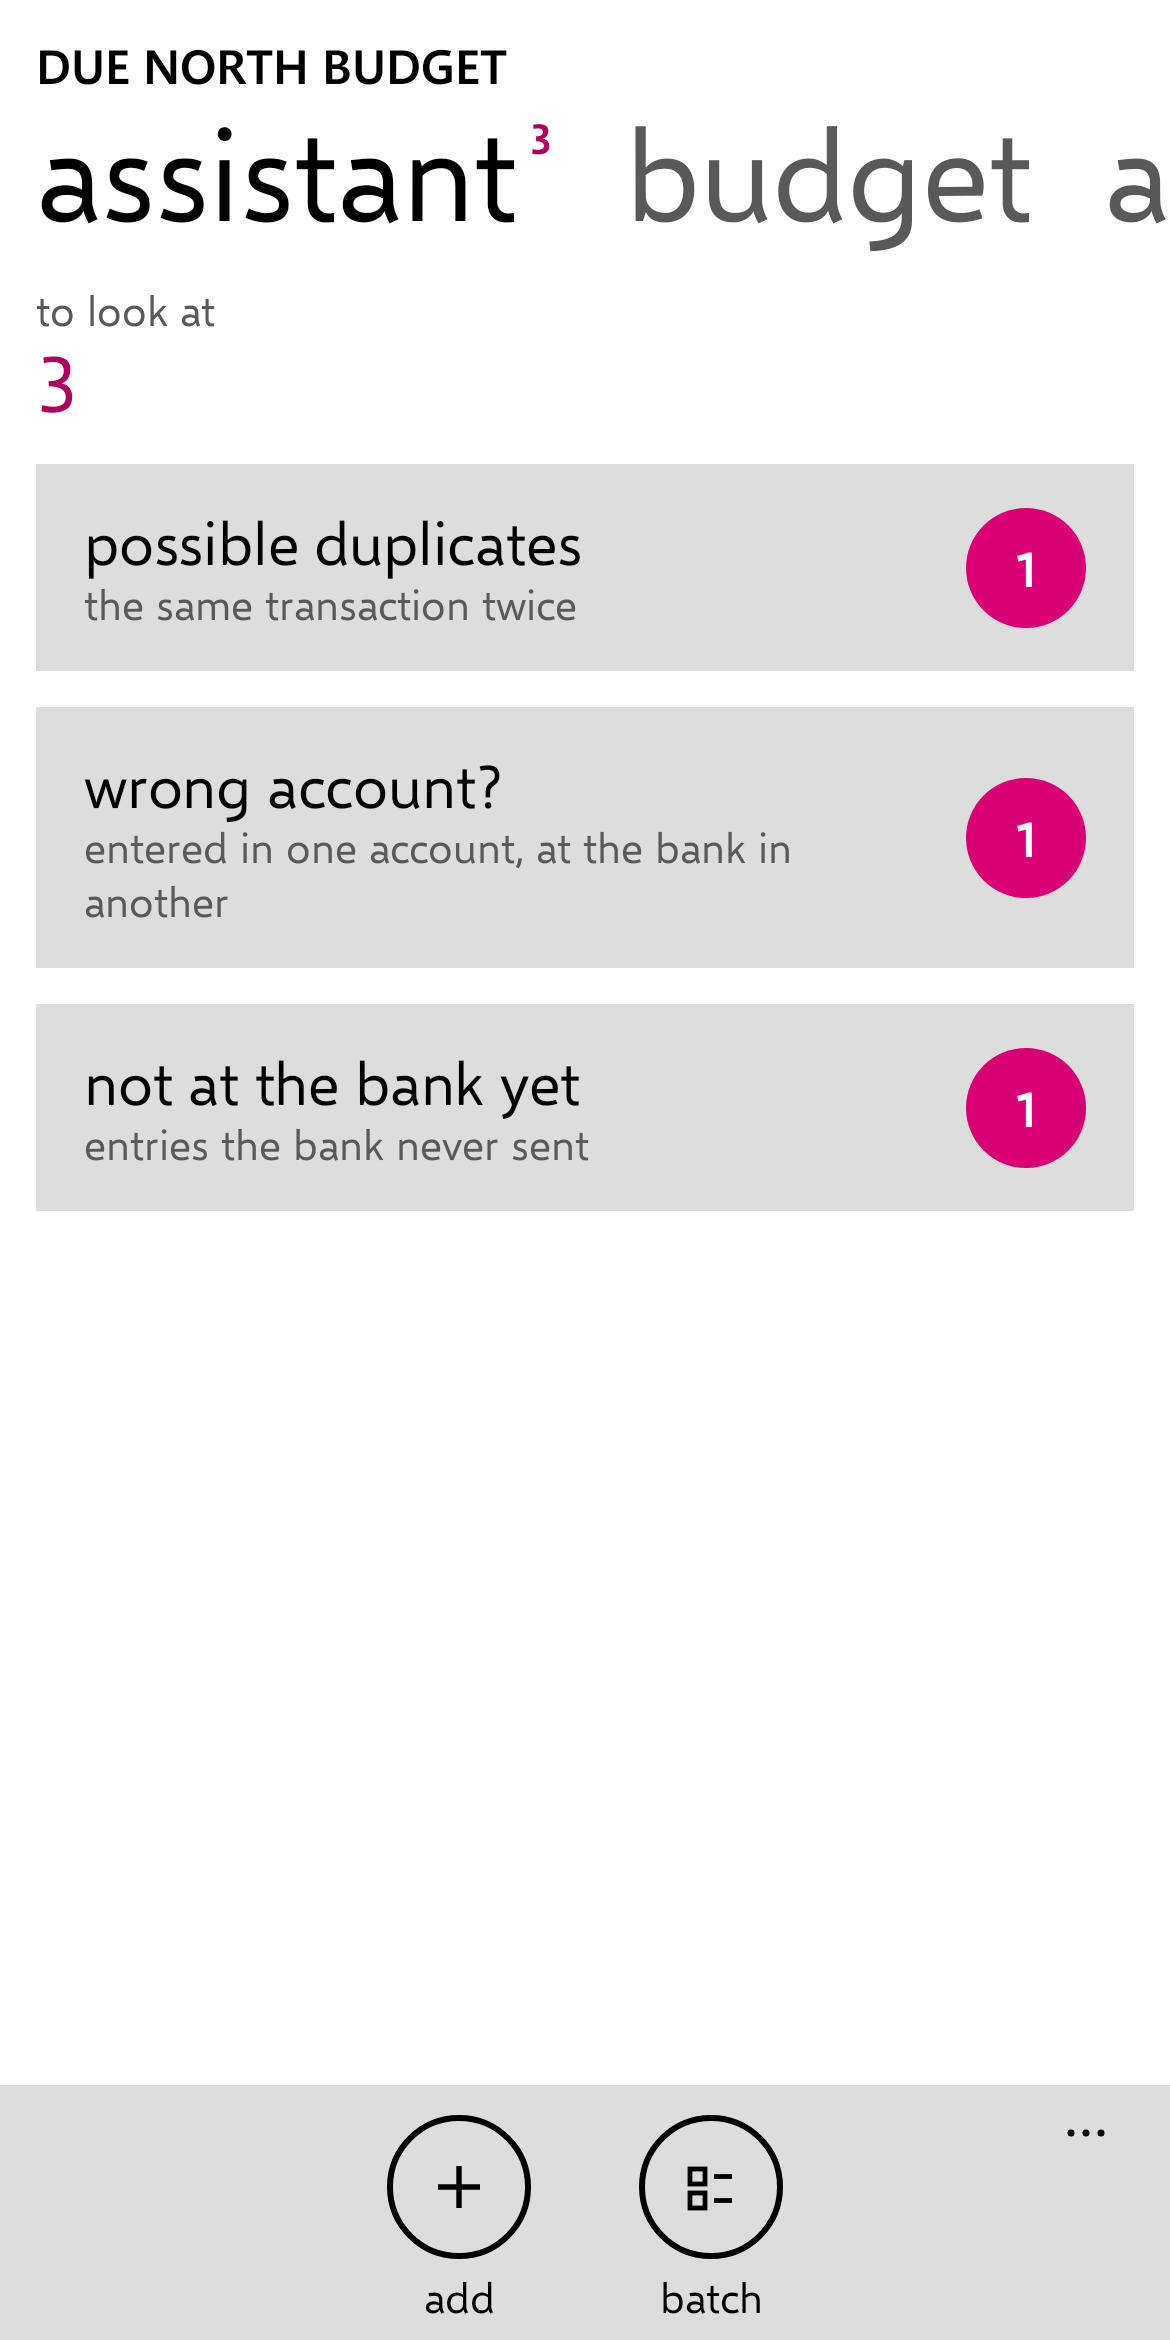 DUE NORTH BUDGET
assistant 3 budget a
to look at
3
possible duplicates
the same transaction twice
1
wrong account?
entered in one account, at the bank in
another
1
not at the bank yet
entries the bank never sent
1
...
add batch